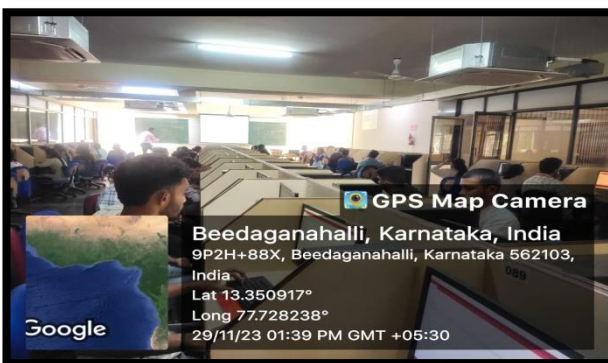 GPS Map Camera
Beedaganahalli, Karnataka, India
9P2H+88X, Beedaganahalli, Karnataka 562103,
India
Lat 13.350917°
Long 77.728238°
29/11/23 01:39 PM GMT +05:30
Google
089